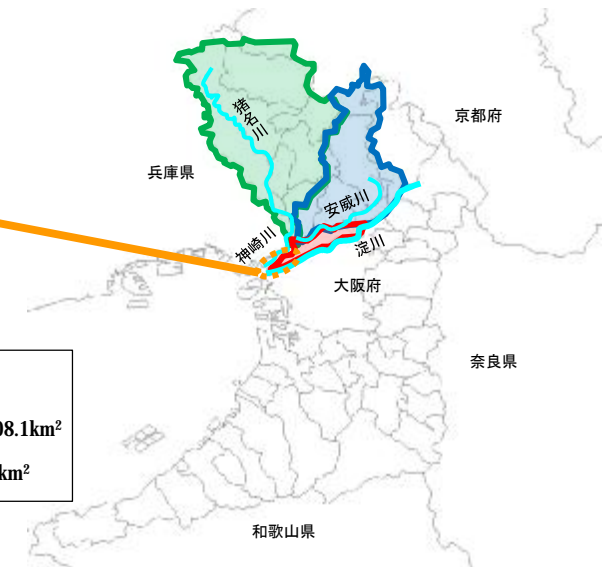 京都府
猪名川
兵庫県
安威川
神崎川
淀川
大阪府
奈良県
08.1km²
km²
和歌山県